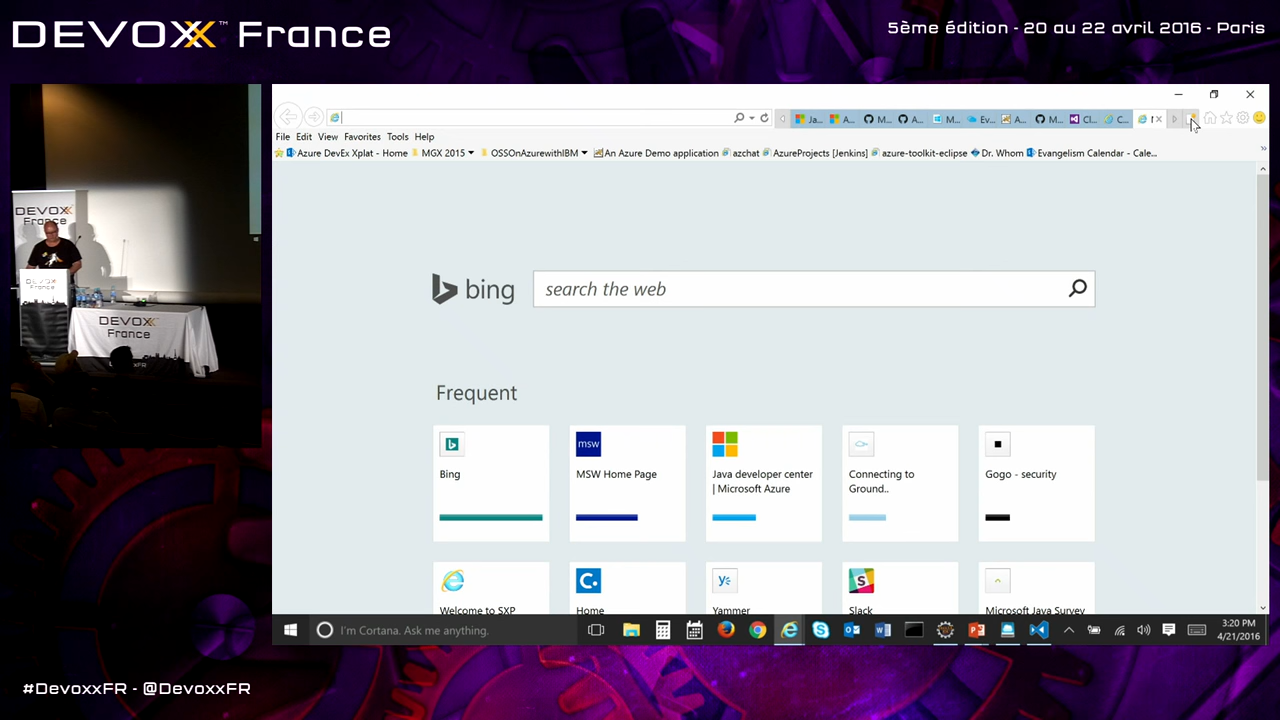 DEVOXX™ France
5ème édition - 20 au 22 avril 2016 - Paris
Ja...
A...
M...
A...
M...
Ev...
A...
M...
Cl...
C...
File Edit View Favorites Tools Help
Azure DevEx Xplat - Home MGX 2015 OSSOnAzurewithIBM An Azure Demo application azchat AzureProjects [Jenkins] azure-toolkit-eclipse Dr. Whom Evangelism Calendar - Cale...
DEVOXX
France
bing
search the web
Frequent
msw
Bing
MSW Home Page
Java developer center
| Microsoft Azure
Connecting to
Ground..
Gogo - security
DEVOXX
France
Welcome to SXP
Home
Yammer
Slack
Microsoft Java Survey
I'm Cortana. Ask me anything.
3:20 PM
4/21/2016
#DevoxxFR - @DevoxxFR